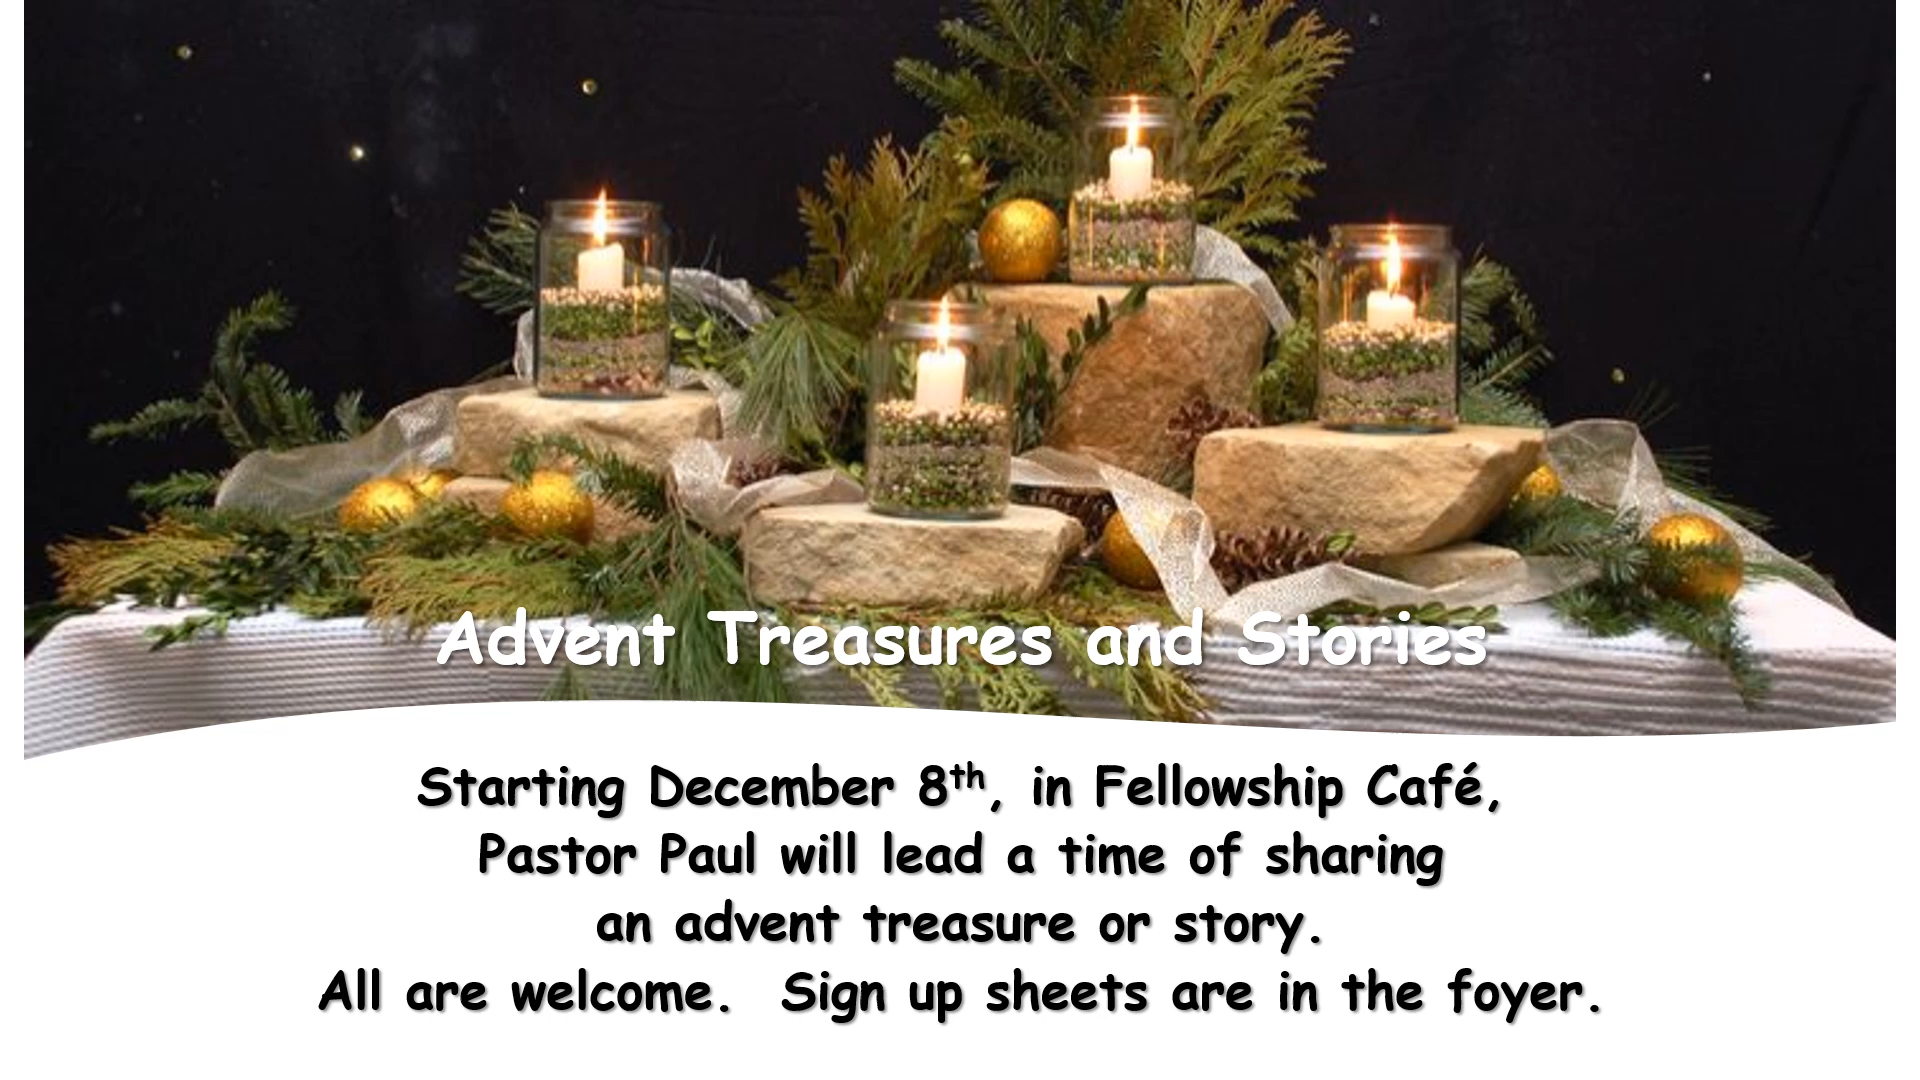 Advent Treasures and Stories
Starting December 8th, in Fellowship Café,
Pastor Paul will lead a time of sharing
an advent treasure or story.
All are welcome.  Sign up sheets are in the foyer.